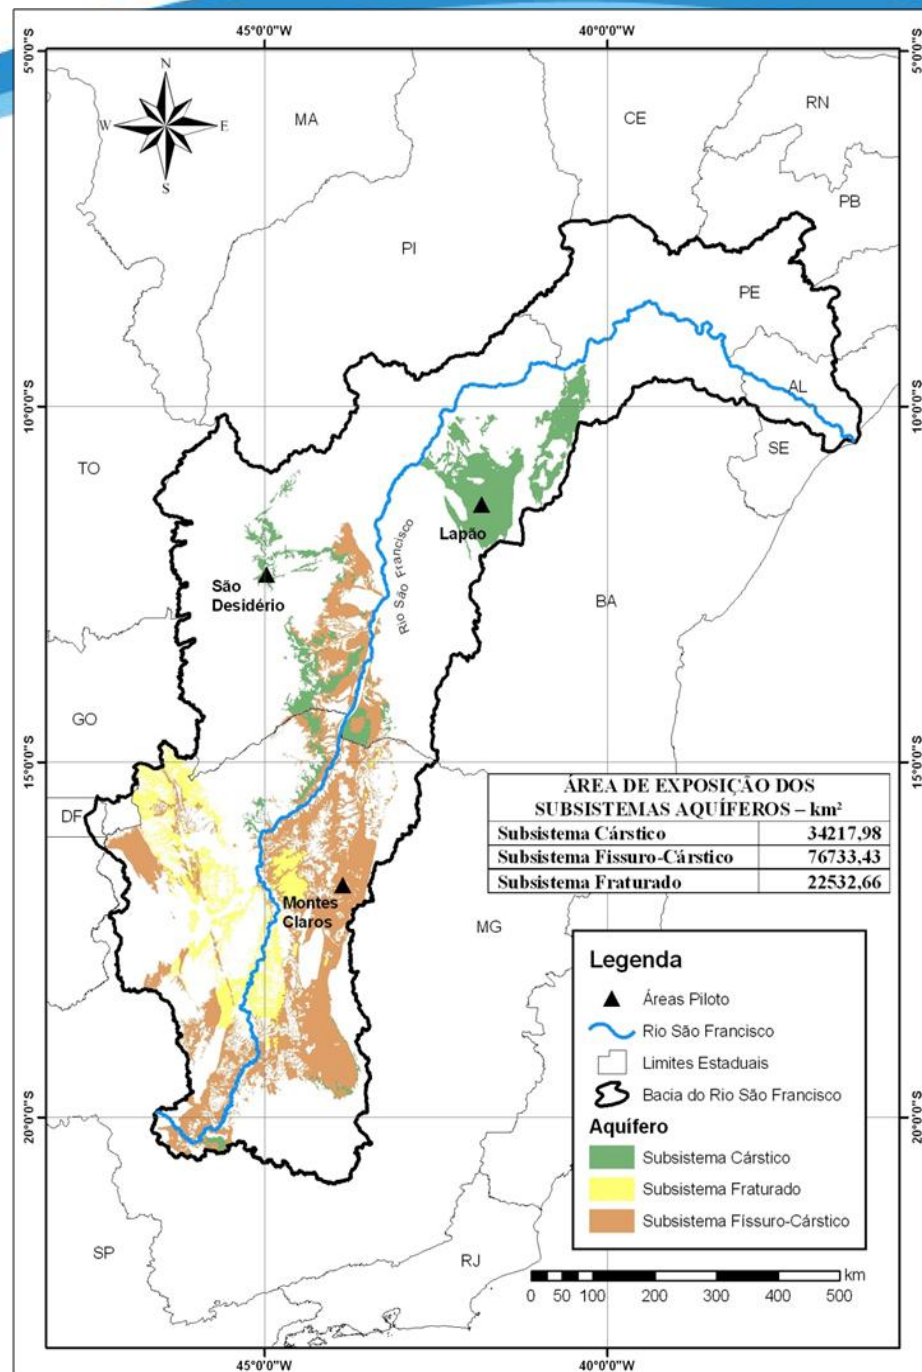 45°0'0"W
40°0'0"W
5°0'0"S
5°0'0"S
N
W
E
S
MA
CE
RN
PB
PI
PE
AL
10°0'0"S
10°0'0"S
SE
TO
Lapão
Rio São Francisco
São
Desidério
BA
GO
15°0'0"S
15°0'0"S
DF
ÁREA DE EXPOSIÇÃO DOS
SUBSISTEMAS AQUÍFEROS – km²
Subsistema Cárstico 34217,98
Subsistema Fissuro-Cárstico 76733,43
Subsistema Fraturado 22532,66
Montes
Claros
MG
Legenda
Áreas Piloto
Rio São Francisco
Limites Estaduais
Bacia do Rio São Francisco
Aquífero
Subsistema Cárstico
Subsistema Fraturado
Subsistema Físsuro-Cárstico
20°0'0"S
20°0'0"S
SP
RJ
km
0 50 100 200 300 400 500
45°0'0"W
40°0'0"W